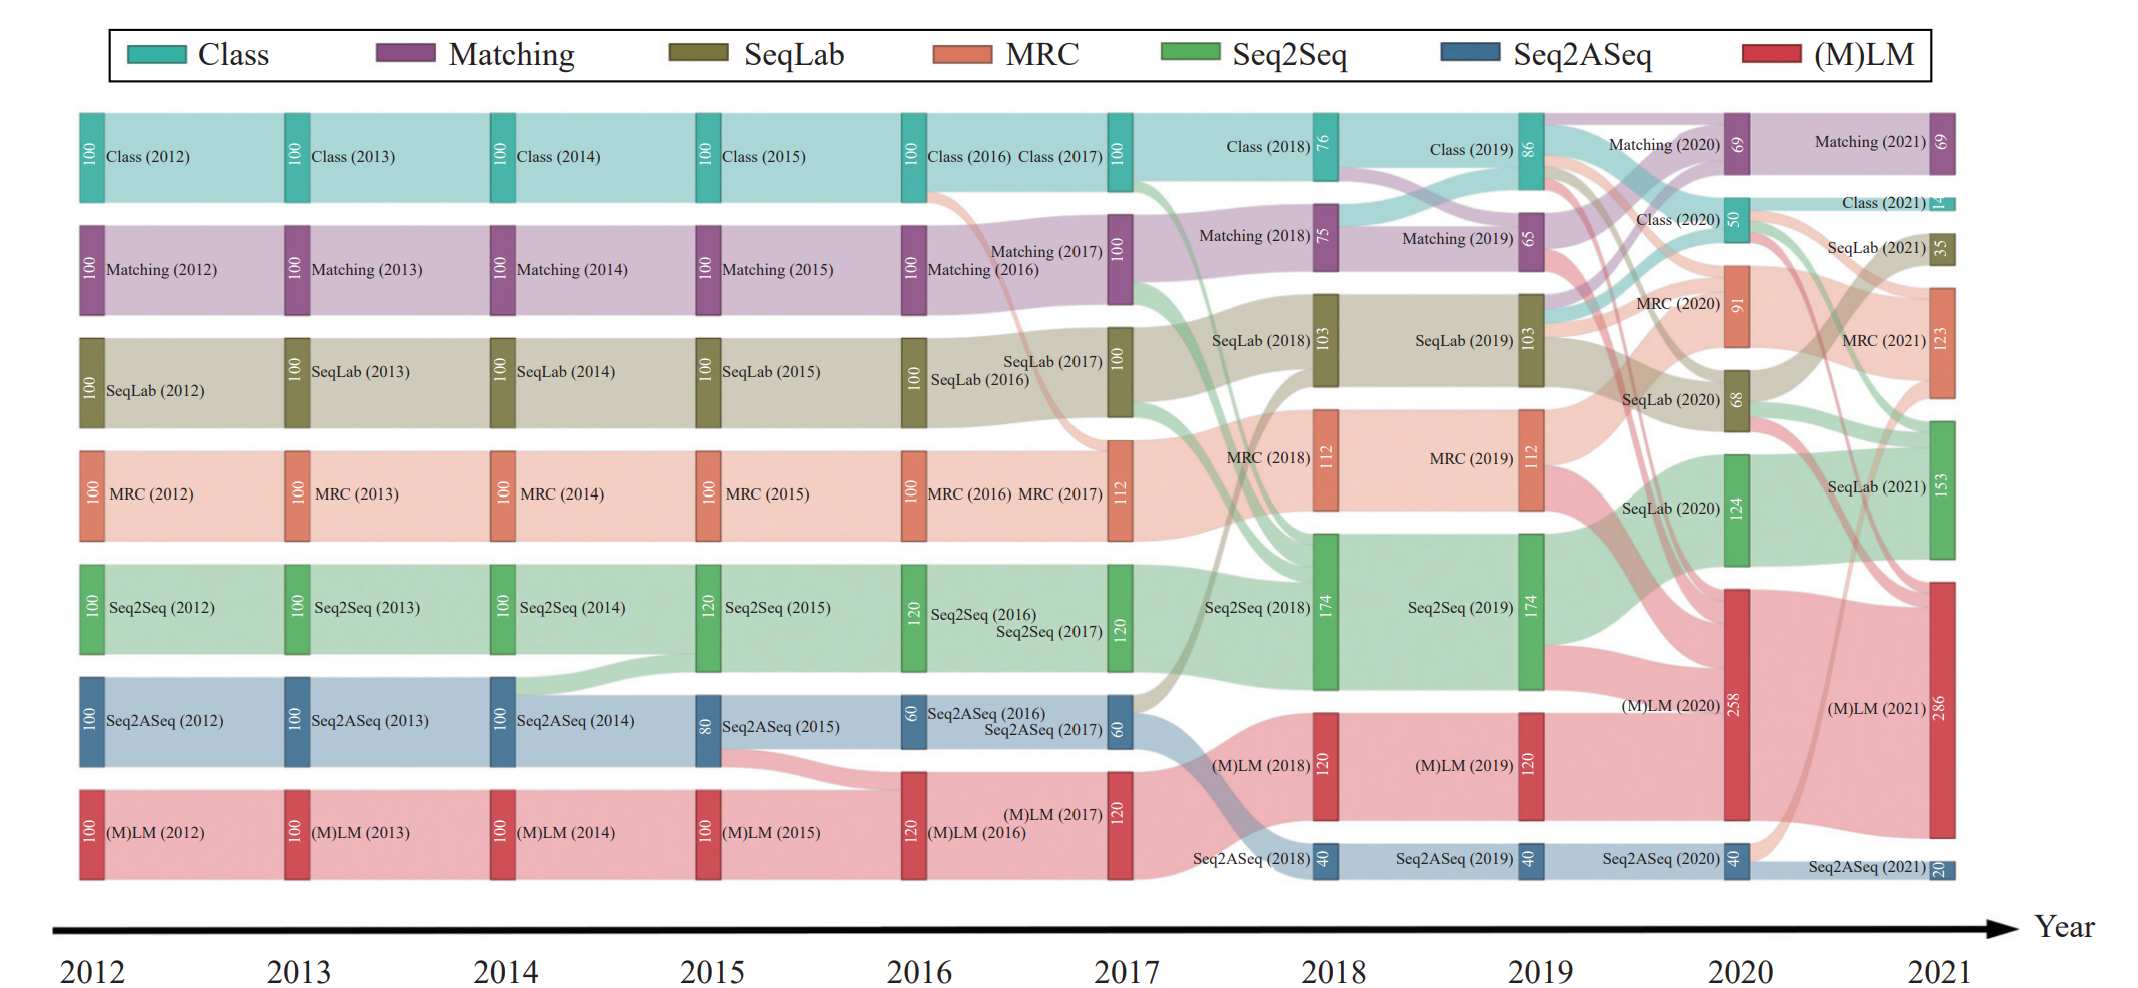 Class Matching SeqLab MRC Seq2Seq Seq2ASeq (M)LM
100 Class (2012) 100 Class (2013) 100 Class (2014) 100 Class (2015) 100 Class (2016) Class (2017) 100 Class (2018) 76 Class (2019) 86 Matching (2020) 69 Matching (2021) 69
Class (2020) 50 Class (2021) 14
100 Matching (2012) 100 Matching (2013) 100 Matching (2014) 100 Matching (2015) 100 Matching (2016) Matching (2017) 100 Matching (2018) 75 Matching (2019) 65 SeqLab (2021) 35
MRC (2020) 91 MRC (2021) 123
100 SeqLab (2012) 100 SeqLab (2013) 100 SeqLab (2014) 100 SeqLab (2015) 100 SeqLab (2016) SeqLab (2017) 100 SeqLab (2018) 103 SeqLab (2019) 103 SeqLab (2020) 68
100 MRC (2012) 100 MRC (2013) 100 MRC (2014) 100 MRC (2015) 100 MRC (2016) MRC (2017) 112 MRC (2018) 112 MRC (2019) 112 SeqLab (2020) 124 SeqLab (2021) 153
100 Seq2Seq (2012) 100 Seq2Seq (2013) 100 Seq2Seq (2014) 120 Seq2Seq (2015) 120 Seq2Seq (2016) Seq2Seq (2017) 120 Seq2Seq (2018) 174 Seq2Seq (2019) 174
100 Seq2ASeq (2012) 100 Seq2ASeq (2013) 100 Seq2ASeq (2014) 80 Seq2ASeq (2015) 60 Seq2ASeq (2016) Seq2ASeq (2017) 60 (M)LM (2020) 258 (M)LM (2021) 286
100 (M)LM (2012) 100 (M)LM (2013) 100 (M)LM (2014) 100 (M)LM (2015) 120 (M)LM (2016) (M)LM (2017) 120 (M)LM (2018) 120 (M)LM (2019) 120
Seq2ASeq (2018) 40 Seq2ASeq (2019) 40 Seq2ASeq (2020) 40 Seq2ASeq (2021) 20
Year
2012 2013 2014 2015 2016 2017 2018 2019 2020 2021